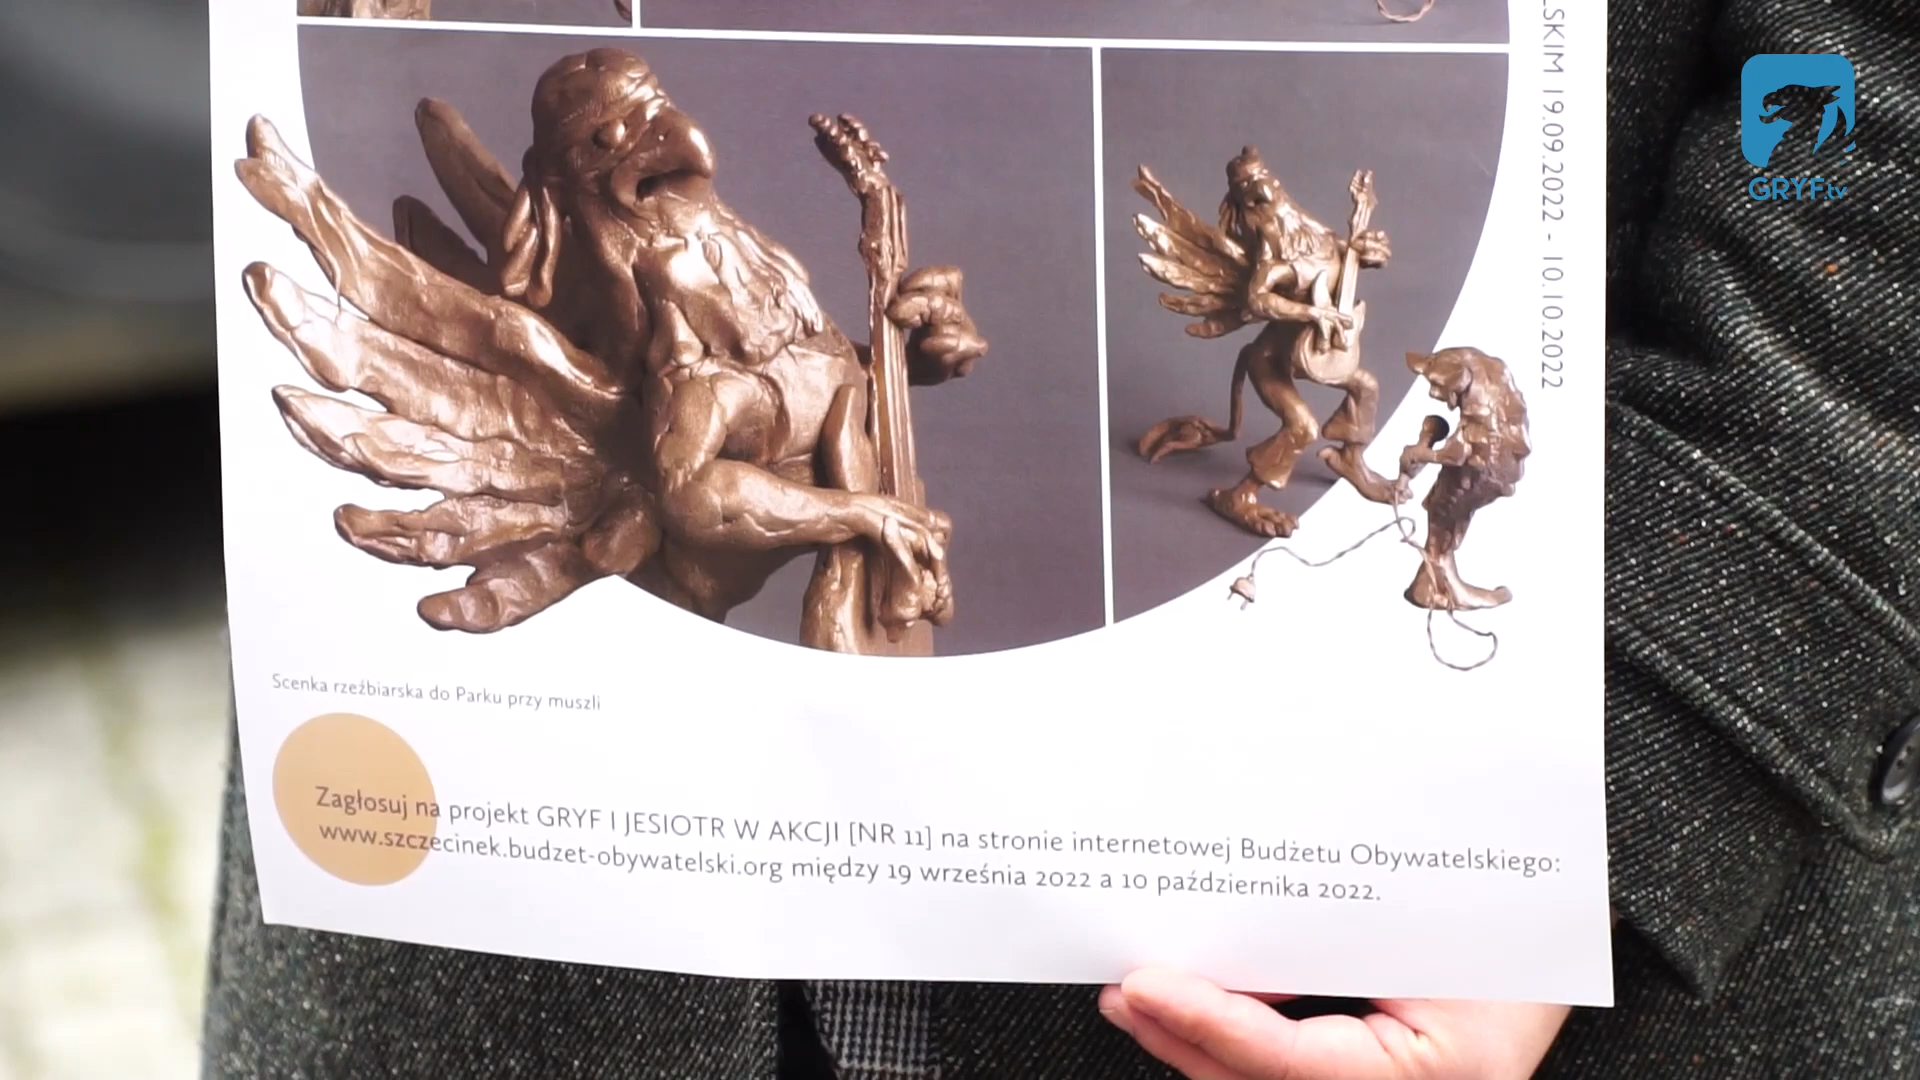 LSKIM 19.09.2022 - 10.10.2022
GRYF.tv
Scenka rzeźbiarska do Parku przy muszli
Zagłosuj na projekt GRYF I JESIOTR W AKCJI [NR 11] na stronie internetowej Budżetu Obywatelskiego:
www.szczecinek.budzet-obywatelski.org między 19 września 2022 a 10 października 2022.